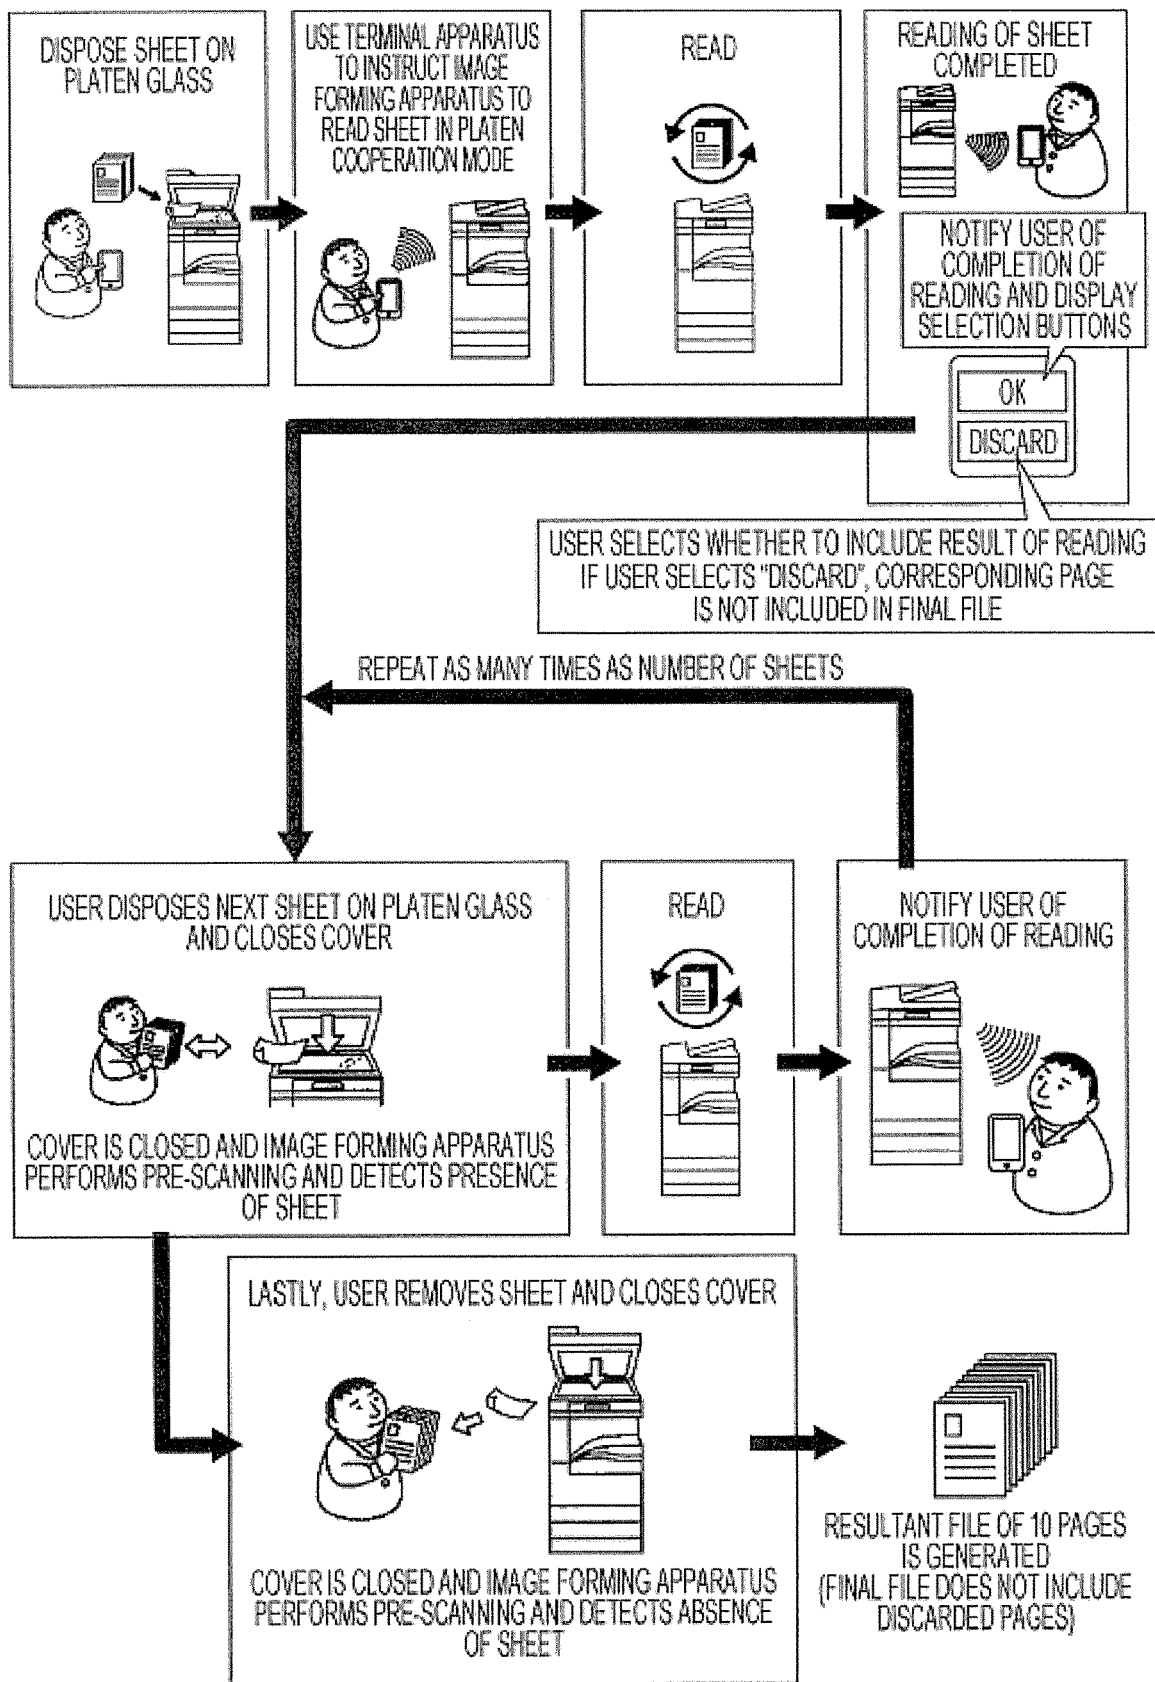 DISPOSE SHEET ON
PLATEN GLASS
USE TERMINAL APPARATUS
TO INSTRUCT IMAGE
FORMING APPARATUS TO
READ SHEET IN PLATEN
COOPERATION MODE
READ
READING OF SHEET
COMPLETED
NOTIFY USER OF
COMPLETION OF
READING AND DISPLAY
SELECTION BUTTONS
OK
DISCARD
USER SELECTS WHETHER TO INCLUDE RESULT OF READING
IF USER SELECTS "DISCARD", CORRESPONDING PAGE
IS NOT INCLUDED IN FINAL FILE
REPEAT AS MANY TIMES AS NUMBER OF SHEETS
USER DISPOSES NEXT SHEET ON PLATEN GLASS
AND CLOSES COVER
COVER IS CLOSED AND IMAGE FORMING APPARATUS
PERFORMS PRE-SCANNING AND DETECTS PRESENCE
OF SHEET
READ
NOTIFY USER OF
COMPLETION OF READING
LASTLY, USER REMOVES SHEET AND CLOSES COVER
COVER IS CLOSED AND IMAGE FORMING APPARATUS
PERFORMS PRE-SCANNING AND DETECTS ABSENCE
OF SHEET
RESULTANT FILE OF 10 PAGES
IS GENERATED
(FINAL FILE DOES NOT INCLUDE
DISCARDED PAGES)